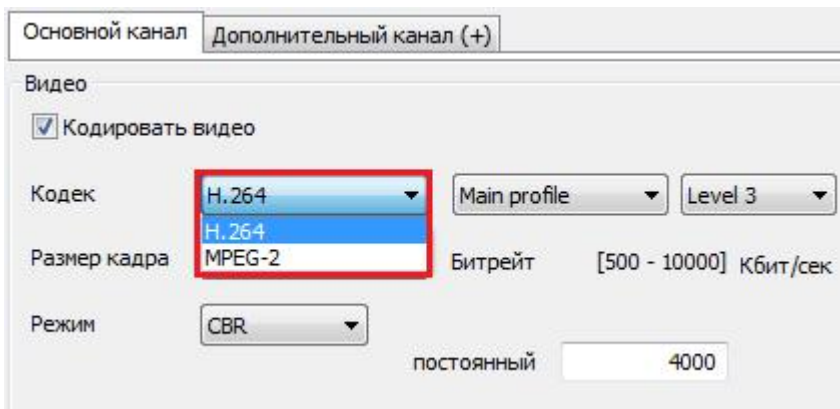 Основной канал Дополнительный канал (+)
Видео
Кодировать видео
Кодек H.264 Main profile Level 3
H.264
Размер кадра MPEG-2 Битрейт [500 - 10000] Кбит/сек
Режим CBR
постоянный 4000